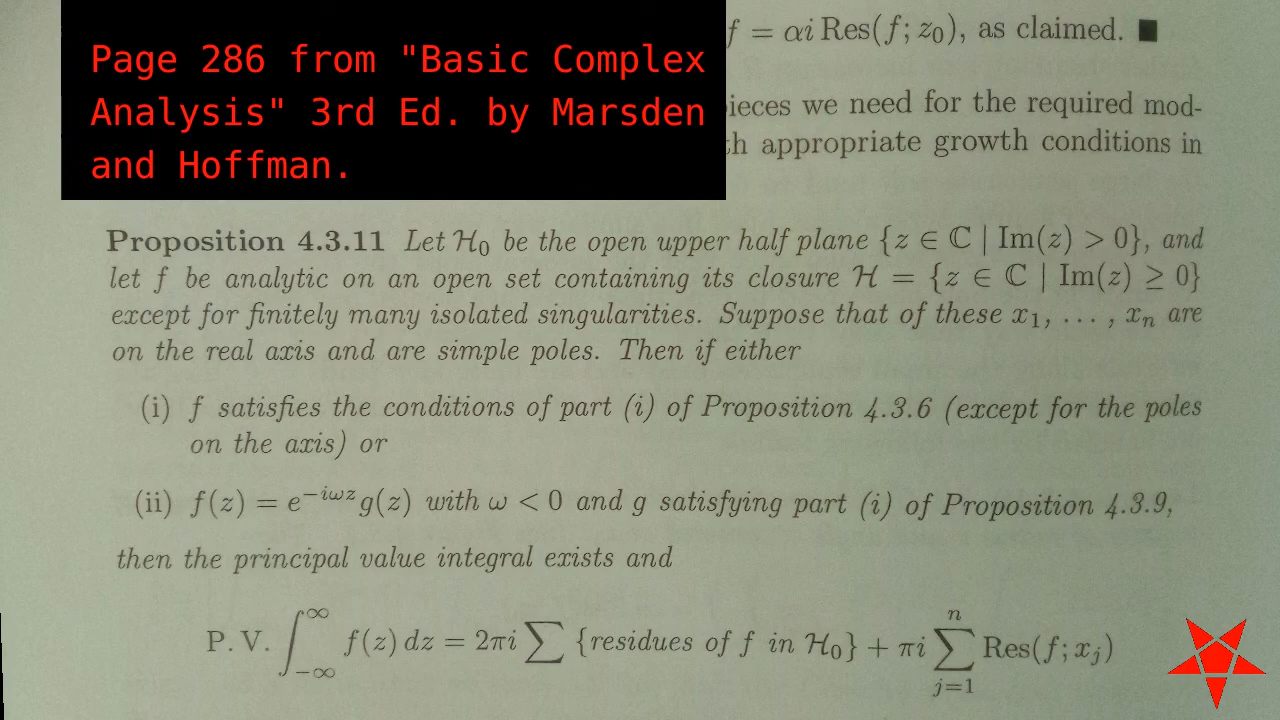 Page 286 from "Basic Complex
Analysis" 3rd Ed. by Marsden
and Hoffman.
f = αi Res(f; z₀), as claimed. ■
ieces we need for the required mod-
h appropriate growth conditions in
Proposition 4.3.11 Let ℋ₀ be the open upper half plane {z ∈ ℂ | Im(z) > 0}, and
let f be analytic on an open set containing its closure ℋ = {z ∈ ℂ | Im(z) ≥ 0}
except for finitely many isolated singularities. Suppose that of these x₁, ... , xₙ are
on the real axis and are simple poles. Then if either
(i) f satisfies the conditions of part (i) of Proposition 4.3.6 (except for the poles
on the axis) or
(ii) f(z) = e^{-iωz} g(z) with ω < 0 and g satisfying part (i) of Proposition 4.3.9,
then the principal value integral exists and
P. V. ∫_{-∞}^{∞} f(z) dz = 2πi ∑ {residues of f in ℋ₀} + πi ∑_{j=1}^{n} Res(f; x_j)